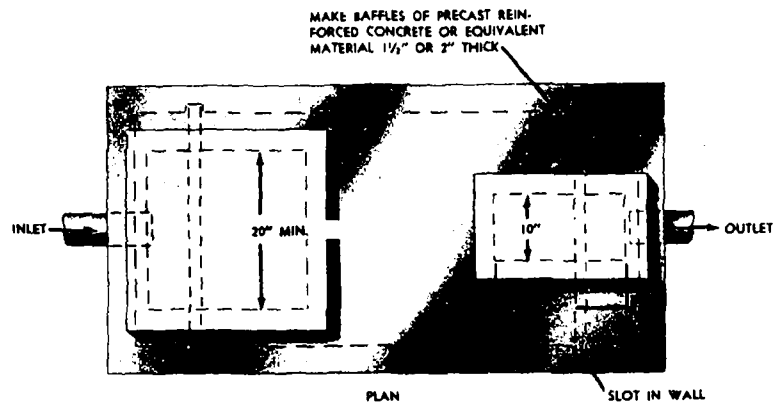 MAKE BAFFLES OF PRECAST REIN-
FORCED CONCRETE OR EQUIVALENT
MATERIAL 1½" OR 2" THICK
INLET
20" MIN.
10"
OUTLET
PLAN
SLOT IN WALL